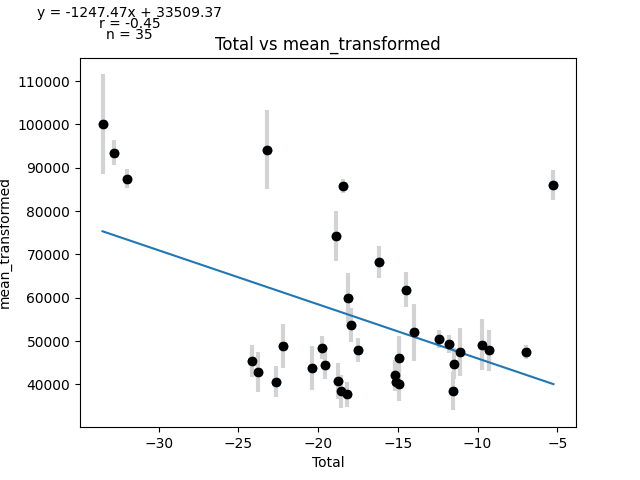 y = -1247.47x + 33509.37
r = -0.45
n = 35
Total vs mean_transformed
110000
100000
90000
80000
70000
60000
50000
40000
mean_transformed
−30
−25
−20
−15
−10
−5
Total